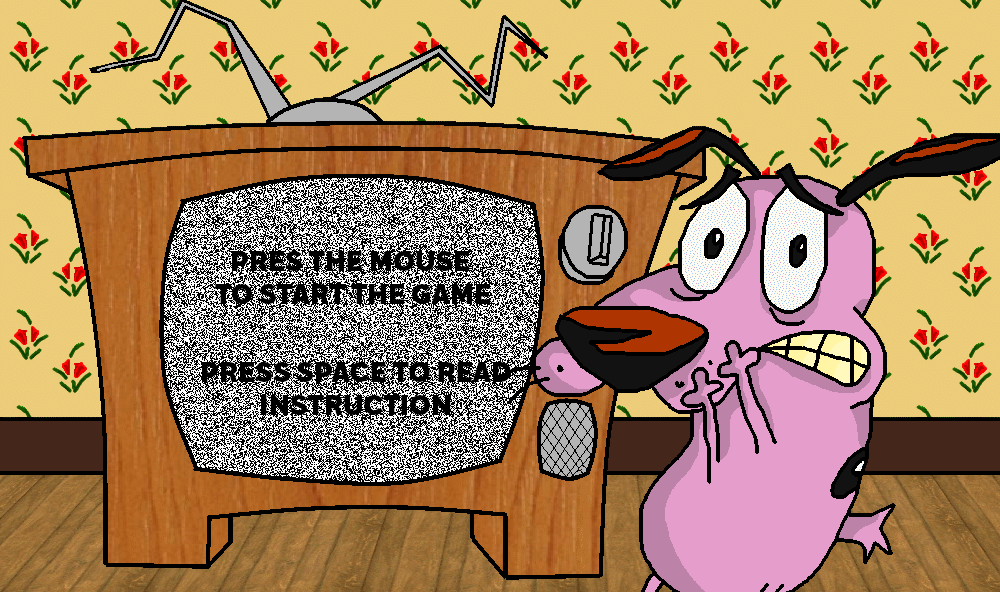 PRES THE MOUSE
TO START THE GAME
PRESS SPACE TO READ
INSTRUCTION